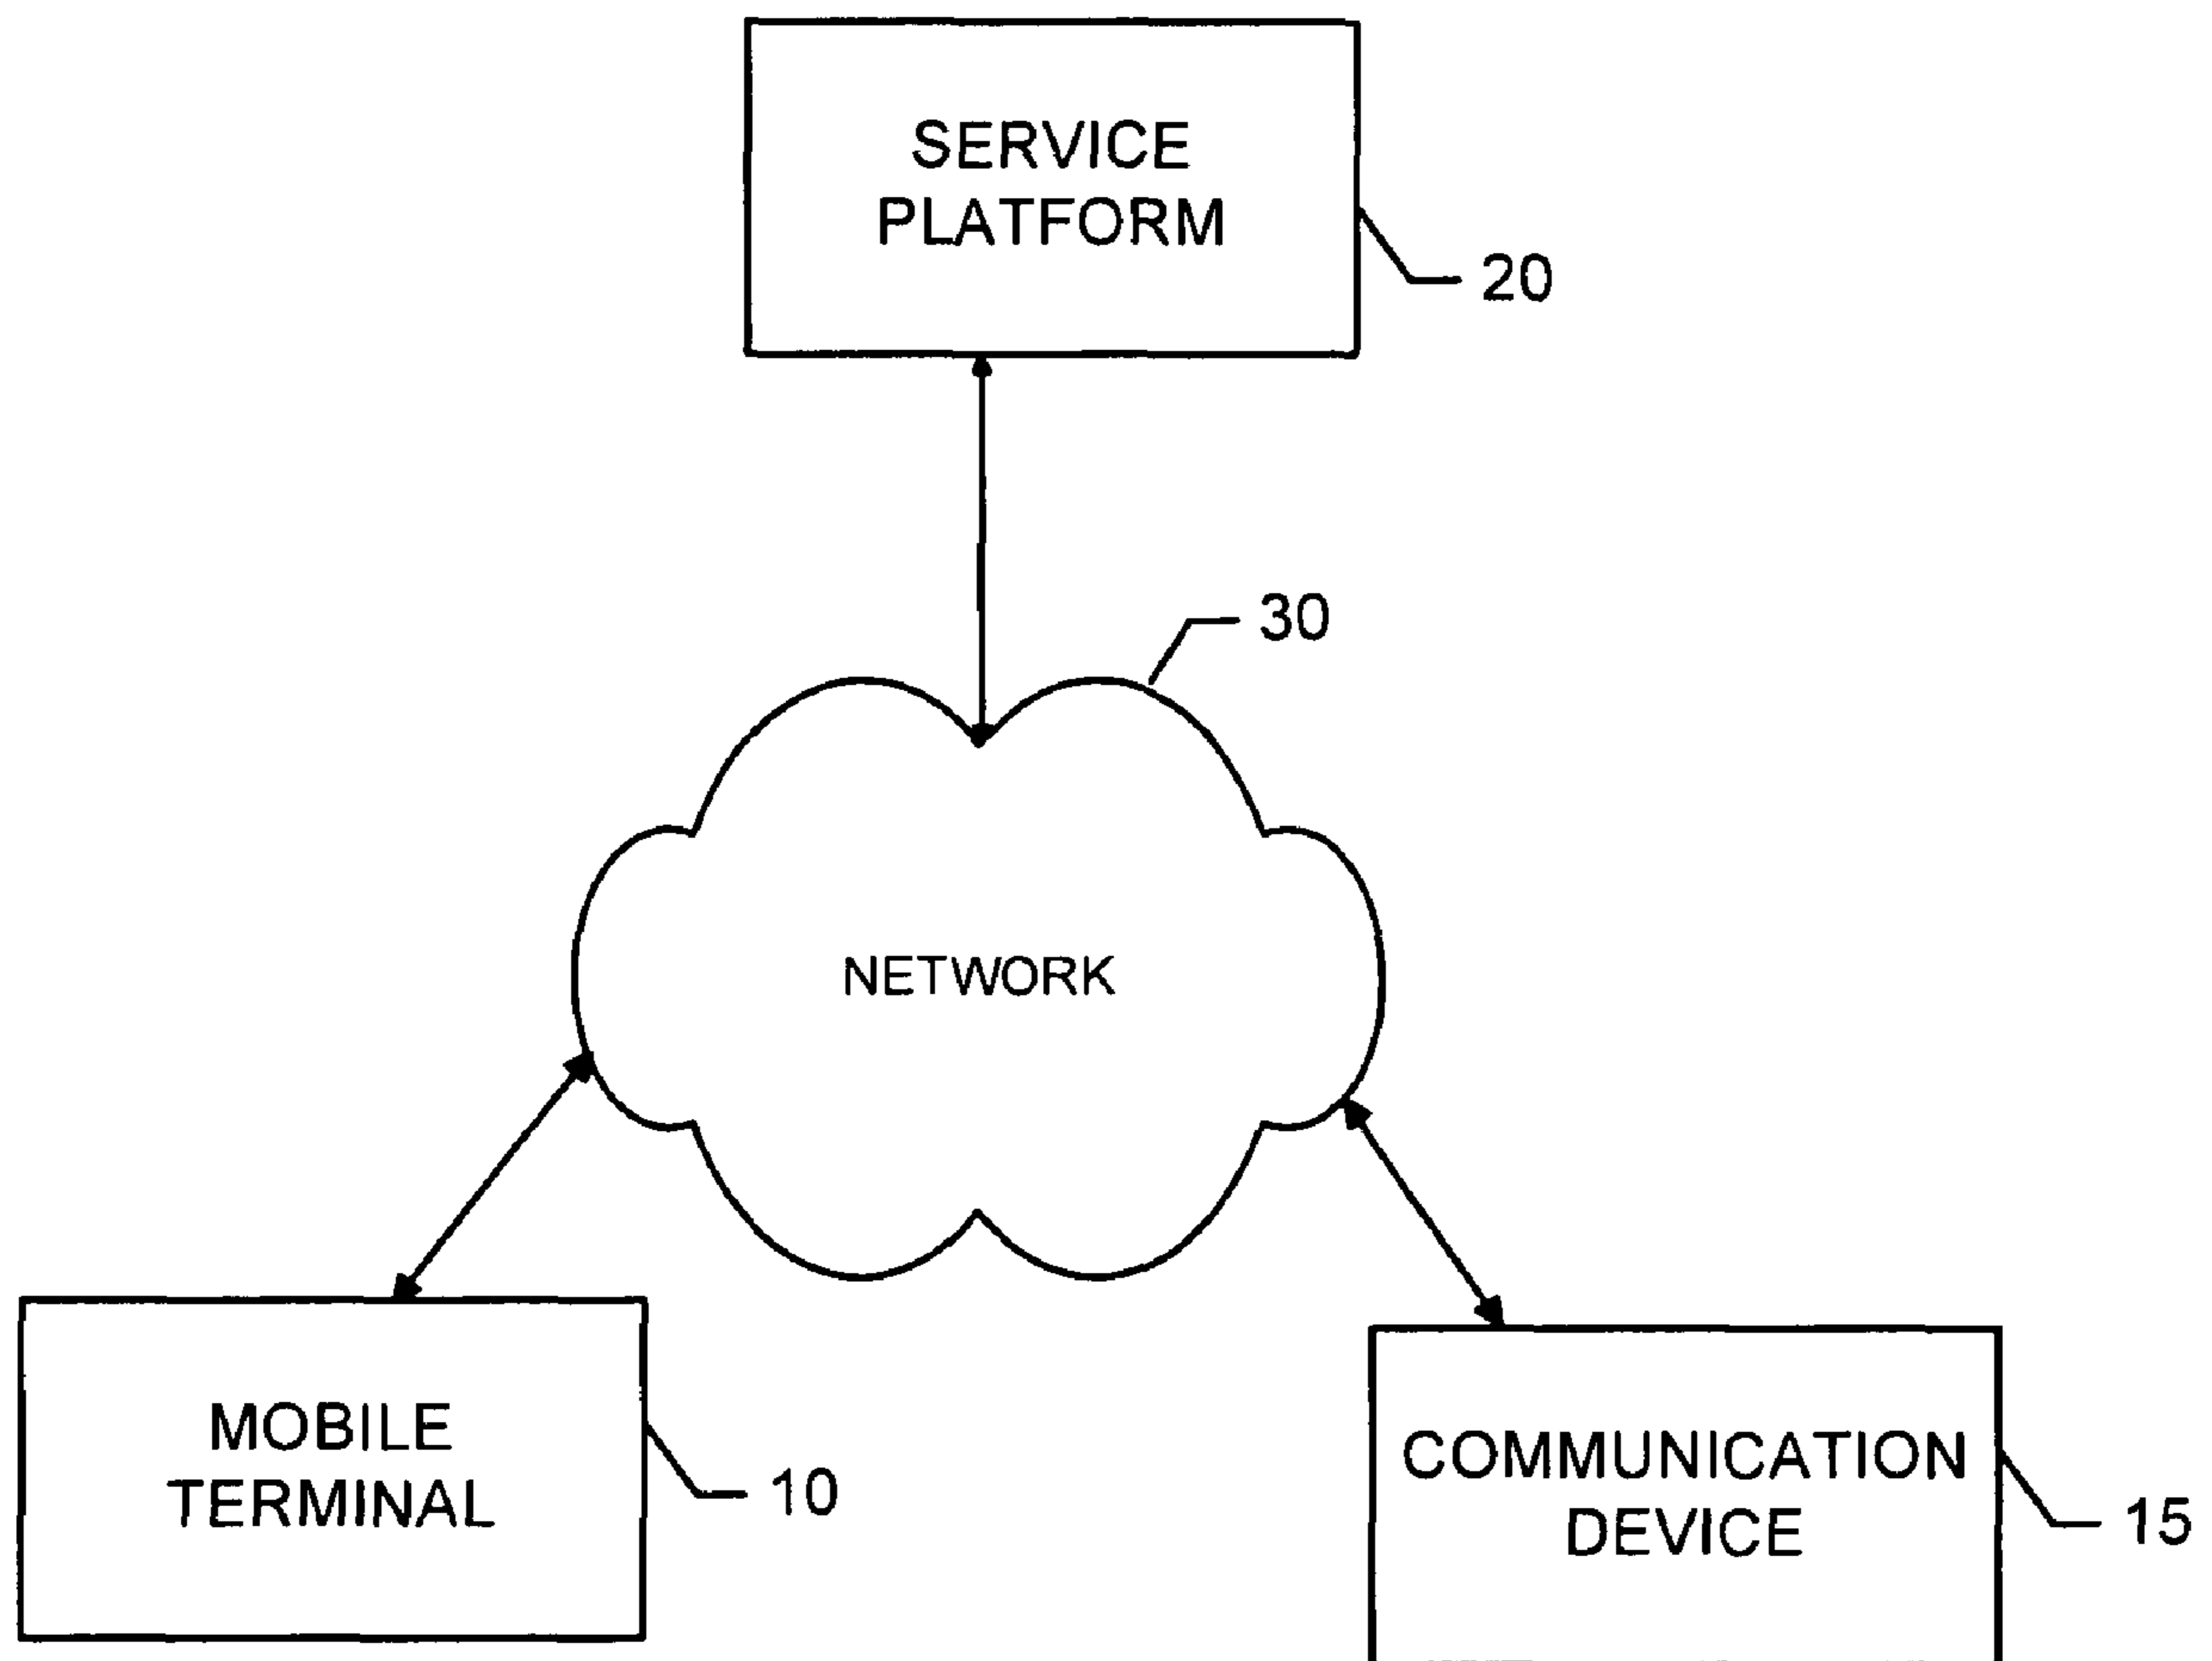 SERVICE
PLATFORM
20
30
NETWORK
MOBILE
TERMINAL
10
COMMUNICATION
DEVICE
15